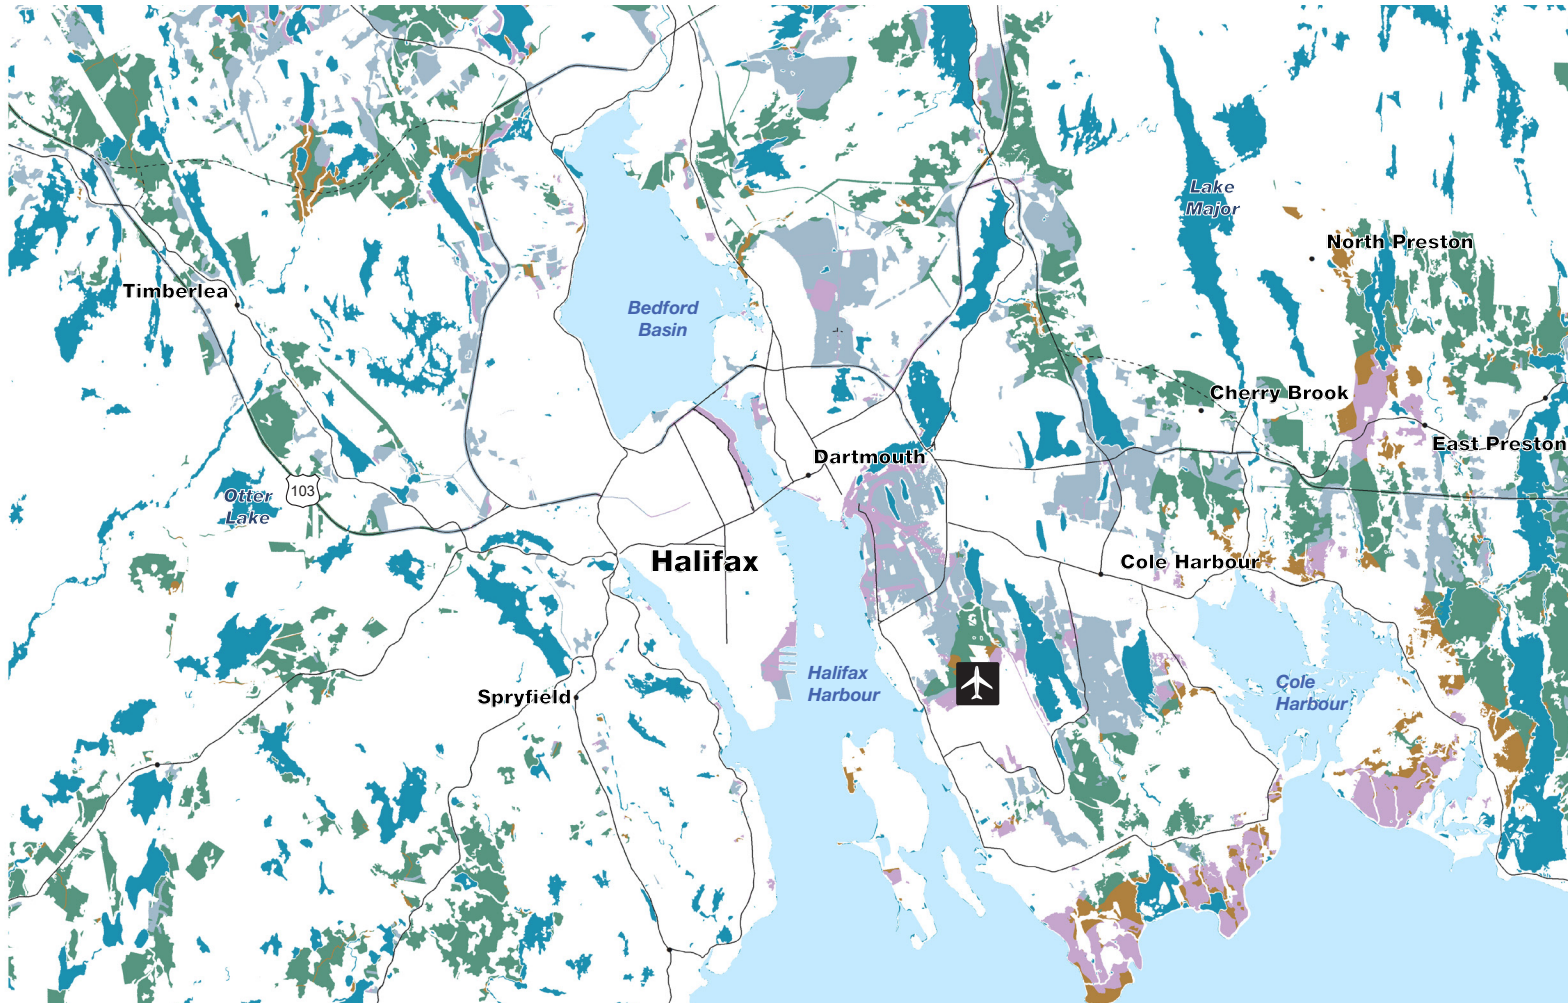 Lake
Major
North Preston
Timberlea
Bedford
Basin
Cherry Brook
East Preston
Dartmouth
Otter
Lake
103
Halifax
Cole Harbour
Halifax
Harbour
Cole
Harbour
Spryfield